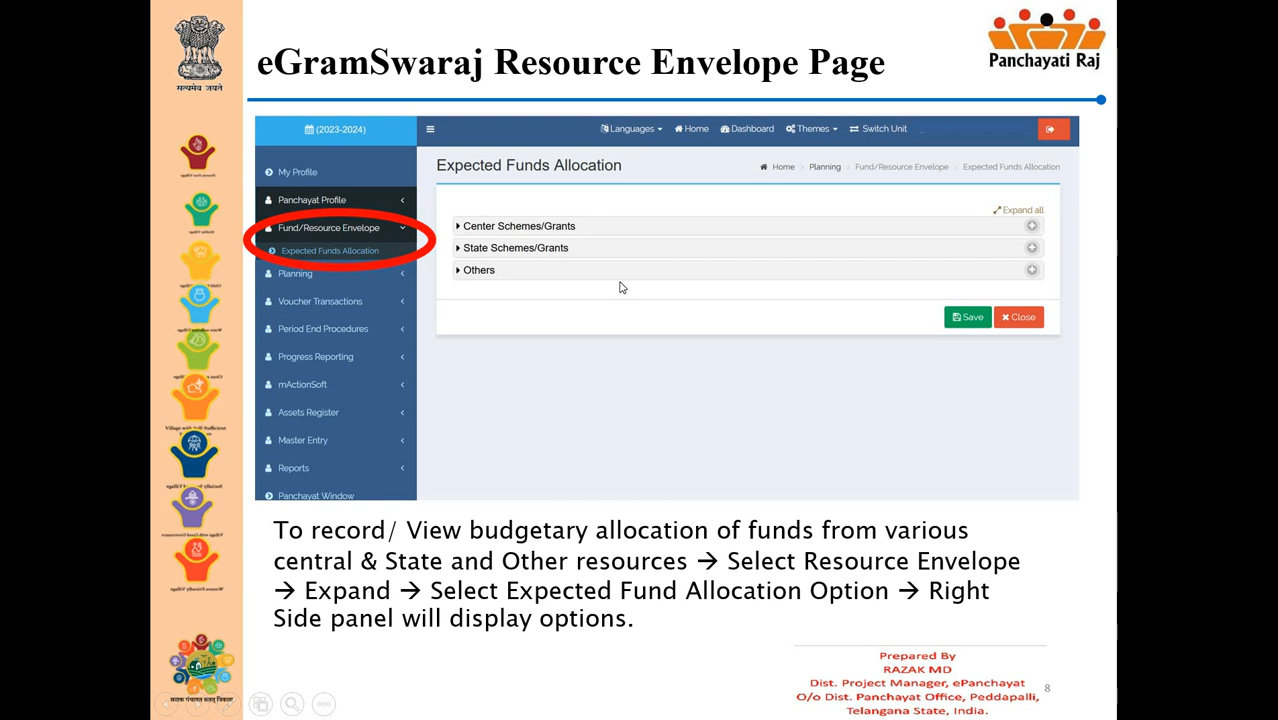 सत्यमेव जयते
eGramSwaraj Resource Envelope Page
Panchayati Raj
(2023-2024)
Languages
Home
Dashboard
Themes
Switch Unit
My Profile
Panchayat Profile
Fund/Resource Envelope
Expected Funds Allocation
Planning
Voucher Transactions
Period End Procedures
Progress Reporting
mActionSoft
Assets Register
Master Entry
Reports
Panchayat Window
Expected Funds Allocation
Home > Planning > Fund/Resource Envelope > Expected Funds Allocation
Expand all
Center Schemes/Grants
State Schemes/Grants
Others
Save
Close
To record/ View budgetary allocation of funds from various
central & State and Other resources → Select Resource Envelope
→ Expand → Select Expected Fund Allocation Option → Right
Side panel will display options.
Prepared By
RAZAK MD
Dist. Project Manager, ePanchayat
O/o Dist. Panchayat Office, Peddapalli,
Telangana State, India.
8